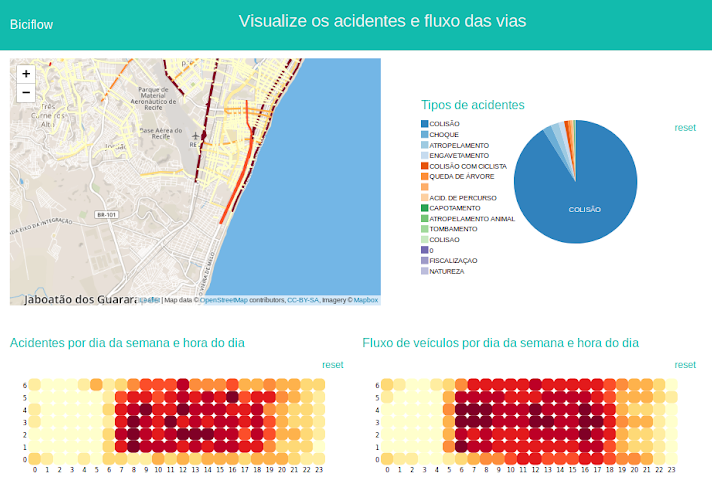 Biciflow
Visualize os acidentes e fluxo das vias
+
−
Parque de
Material
Aeronáutico de
Recife
Três
Carneiros
Alto
Base Aérea do
Recife
RE
BR-101
Jaboatão dos Guarara
Leaflet | Map data © OpenStreetMap contributors, CC-BY-SA, Imagery © Mapbox
Tipos de acidentes
reset
COLISÃO
CHOQUE
ATROPELAMENTO
ENGAVETAMENTO
COLISÃO COM CICLISTA
QUEDA DE ÁRVORE
ACID. DE PERCURSO
CAPOTAMENTO
ATROPELAMENTO ANIMAL
TOMBAMENTO
COLISAO
0
FISCALIZAÇAO
NATUREZA
COLISÃO
Acidentes por dia da semana e hora do dia
reset
6
5
4
3
2
1
0
0 1 2 3 4 5 6 7 8 9 10 11 12 13 14 15 16 17 18 19 20 21 22 23
Fluxo de veículos por dia da semana e hora do dia
reset
6
5
4
3
2
1
0
0 1 2 3 4 5 6 7 8 9 10 11 12 13 14 15 16 17 18 19 20 21 22 23